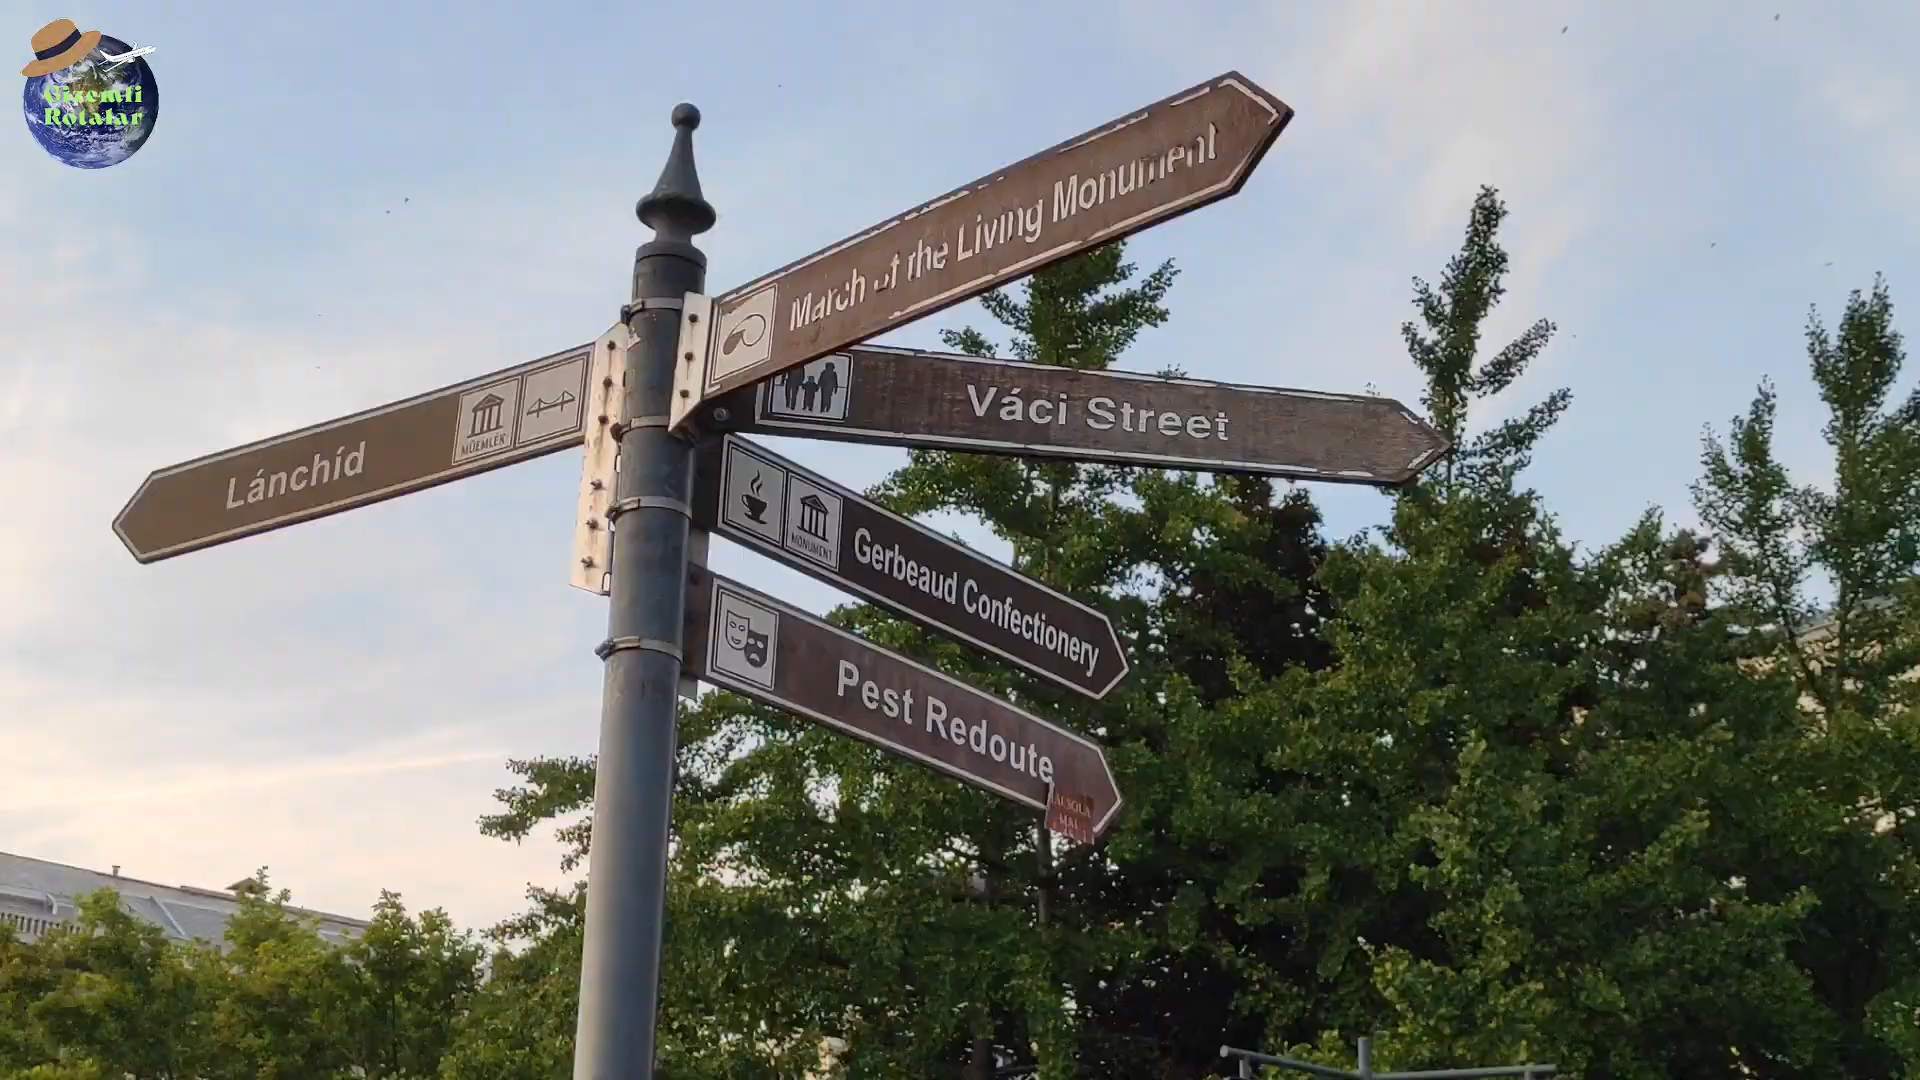 Gizemli
Rotalar
March of the Living Monument
Váci Street
Lánchíd
MŰEMLÉK
MONUMENT
Gerbeaud Confectionery
Pest Redoute